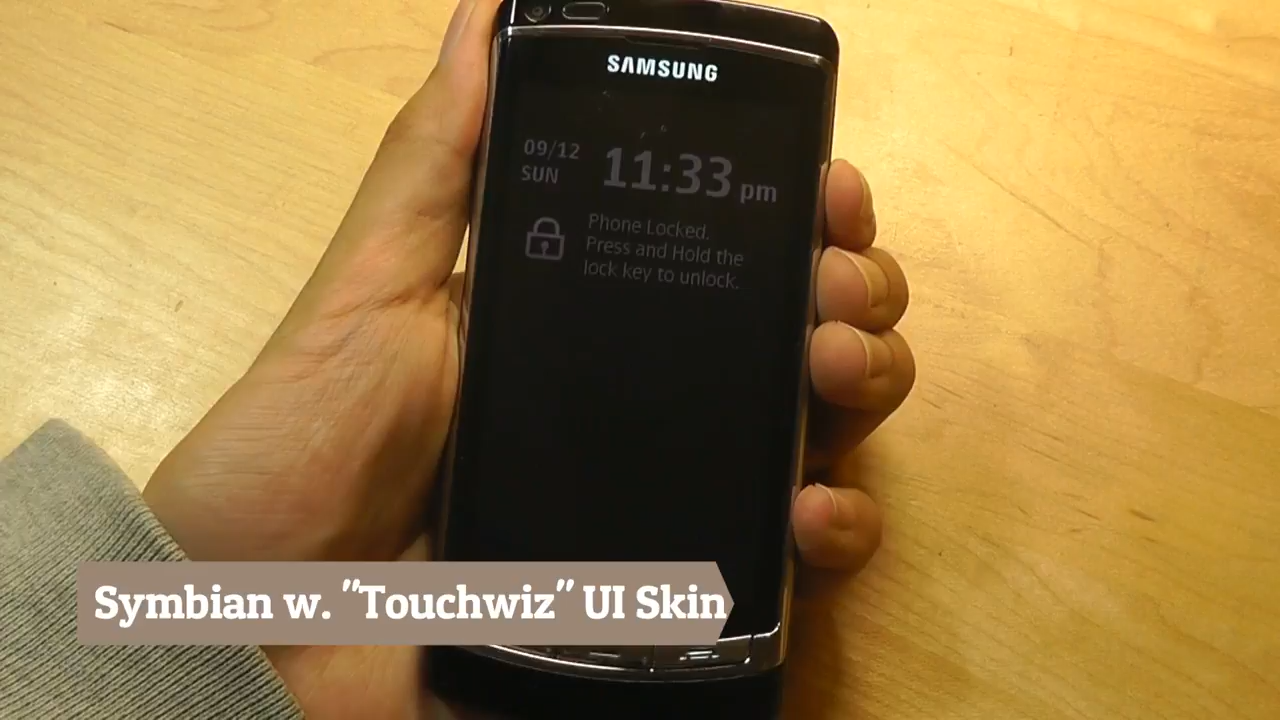 SAMSUNG
09/12
SUN
11:33 pm
Phone Locked.
Press and Hold the
lock key to unlock.
Symbian w. "Touchwiz" UI Skin